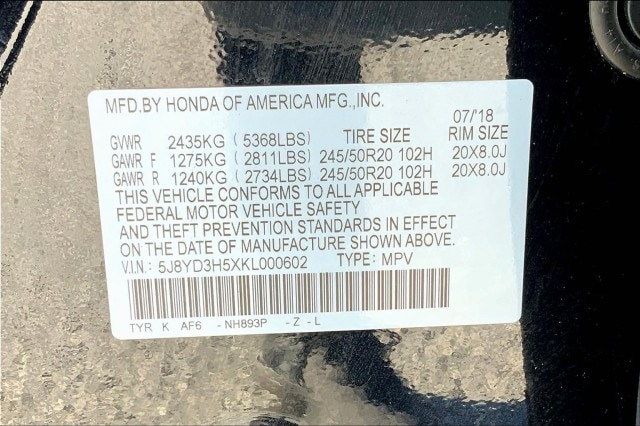 MFD.BY HONDA OF AMERICA MFG.,INC.
07/'18
GVWR 2435KG (5368LBS) TIRE SIZE RIM SIZE
GAWR F 1275KG (2811LBS) 245/50R20 102H 20X8.0J
GAWR R 1240KG (2734LBS) 245/50R20 102H 20X8.0J
THIS VEHICLE CONFORMS TO ALL APPLICABLE
FEDERAL MOTOR VEHICLE SAFETY
AND THEFT PREVENTION STANDARDS IN EFFECT
ON THE DATE OF MANUFACTURE SHOWN ABOVE.
V.I.N.: 5J8YD3H5XKL000602 TYPE: MPV
TYR K AF6 -NH893P -Z -L